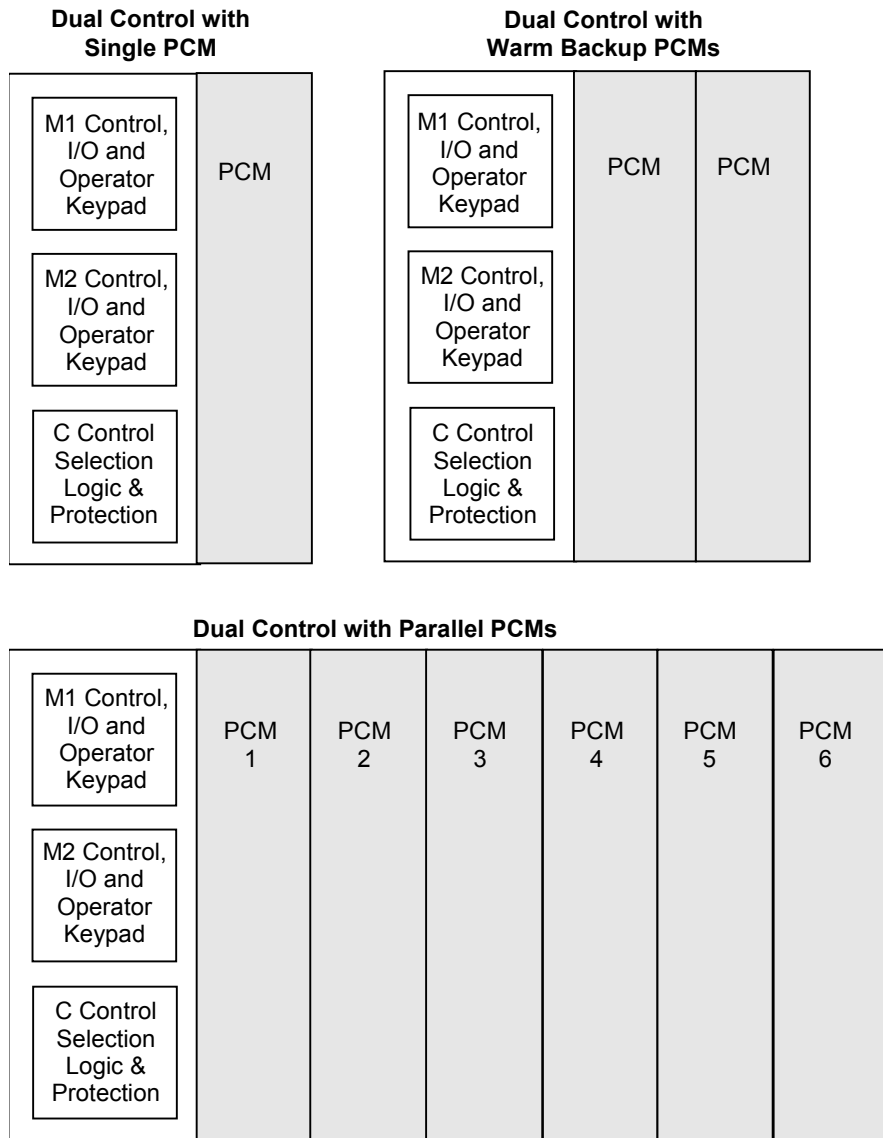 Dual Control with
Single PCM
M1 Control,
I/O and
Operator
Keypad
M2 Control,
I/O and
Operator
Keypad
C Control
Selection
Logic &
Protection
PCM
Dual Control with
Warm Backup PCMs
M1 Control,
I/O and
Operator
Keypad
M2 Control,
I/O and
Operator
Keypad
C Control
Selection
Logic &
Protection
PCM
PCM
Dual Control with Parallel PCMs
M1 Control,
I/O and
Operator
Keypad
M2 Control,
I/O and
Operator
Keypad
C Control
Selection
Logic &
Protection
PCM
1
PCM
2
PCM
3
PCM
4
PCM
5
PCM
6